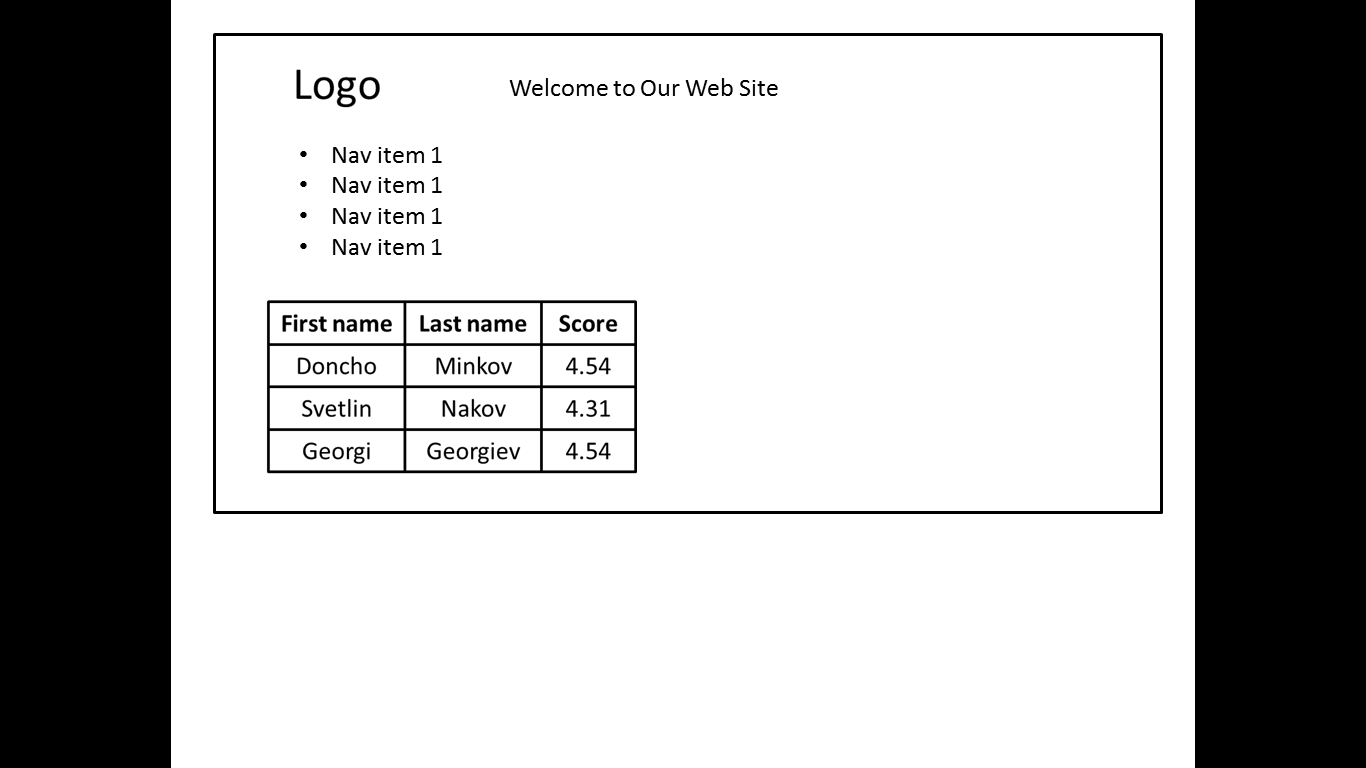 Logo Welcome to Our Web Site
• Nav item 1
• Nav item 1
• Nav item 1
• Nav item 1
First name Last name Score
Doncho Minkov 4.54
Svetlin Nakov 4.31
Georgi Georgiev 4.54